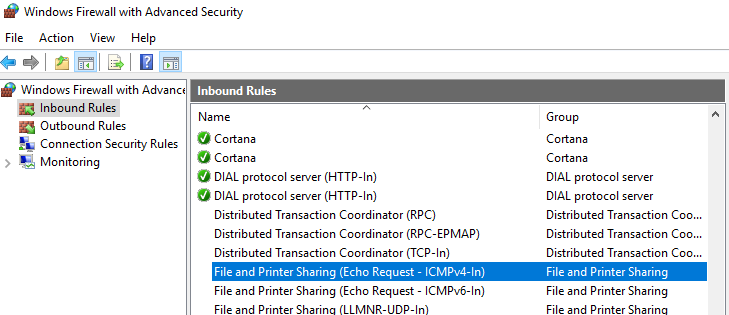 Windows Firewall with Advanced Security
File Action View Help
Windows Firewall with Advance
Inbound Rules
Outbound Rules
Connection Security Rules
Monitoring
Inbound Rules
Name Group
Cortana Cortana
Cortana Cortana
DIAL protocol server (HTTP-In) DIAL protocol server
DIAL protocol server (HTTP-In) DIAL protocol server
Distributed Transaction Coordinator (RPC) Distributed Transaction Coo...
Distributed Transaction Coordinator (RPC-EPMAP) Distributed Transaction Coo...
Distributed Transaction Coordinator (TCP-In) Distributed Transaction Coo...
File and Printer Sharing (Echo Request - ICMPv4-In) File and Printer Sharing
File and Printer Sharing (Echo Request - ICMPv6-In) File and Printer Sharing
File and Printer Sharing (LLMNR-UDP-In) File and Printer Sharing